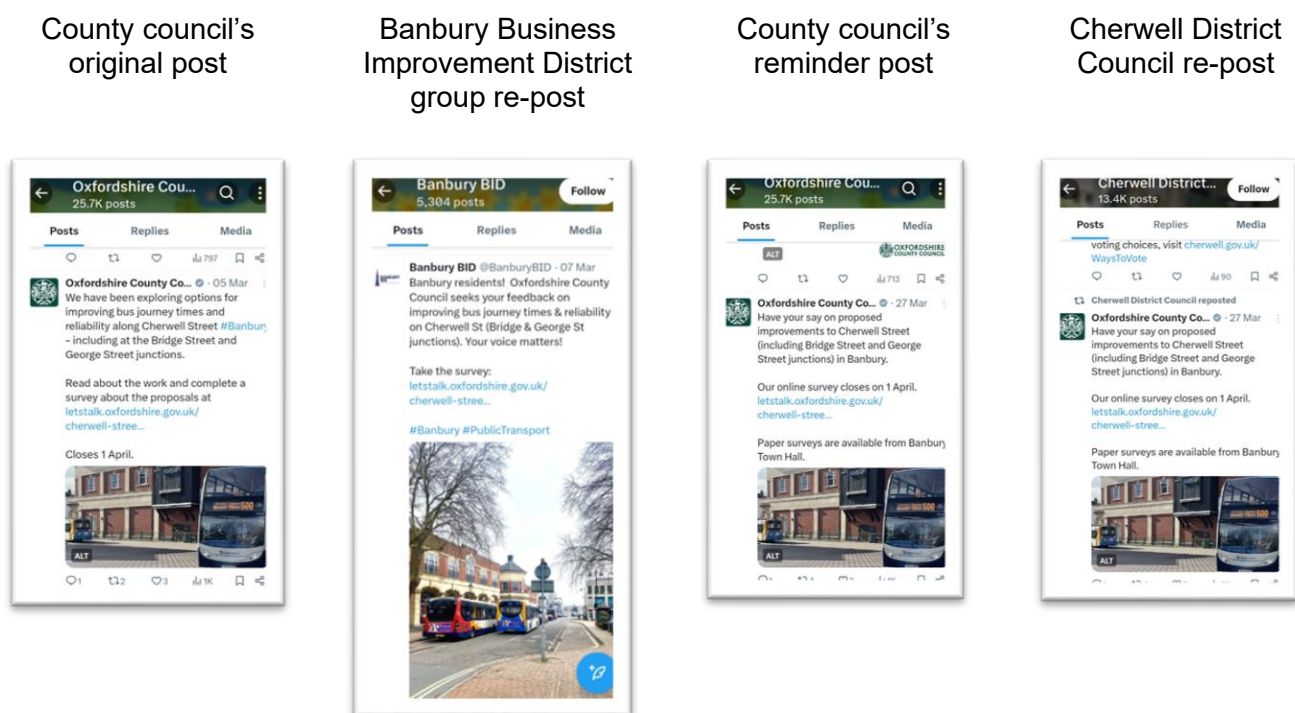 County council’s
original post
Banbury Business
Improvement District
group re-post
County council’s
reminder post
Cherwell District
Council re-post
Oxfordshire Cou...
25.7K posts
Posts Replies Media
797
Oxfordshire County Co... · 05 Mar
We have been exploring options for
improving bus journey times and
reliability along Cherwell Street #Banbury
- including at the Bridge Street and
George Street junctions.
Read about the work and complete a
survey about the proposals at
letstalk.oxfordshire.gov.uk/
cherwell-stree...
Closes 1 April.
500
ALT
1 2 3 1K
Banbury BID
5,304 posts
Follow
Posts Replies Media
Banbury BID @BanburyBID · 07 Mar
Banbury residents! Oxfordshire County
Council seeks your feedback on
improving bus journey times & reliability
on Cherwell St (Bridge & George St
junctions). Your voice matters!
Take the survey:
letstalk.oxfordshire.gov.uk/
cherwell-stree...
#Banbury #PublicTransport
Oxfordshire Cou...
25.7K posts
Posts Replies Media
ALT
OXFORDSHIRE
COUNTY COUNCIL
713
Oxfordshire County Co... · 27 Mar
Have your say on proposed
improvements to Cherwell Street
(including Bridge Street and George
Street junctions) in Banbury.
Our online survey closes on 1 April.
letstalk.oxfordshire.gov.uk/
cherwell-stree...
Paper surveys are available from Banbury
Town Hall.
500
ALT
Cherwell District...
13.4K posts
Follow
Posts Replies Media
voting choices, visit cherwell.gov.uk/
WaysToVote
90
Cherwell District Council reposted
Oxfordshire County Co... · 27 Mar
Have your say on proposed
improvements to Cherwell Street
(including Bridge Street and George
Street junctions) in Banbury.
Our online survey closes on 1 April.
letstalk.oxfordshire.gov.uk/
cherwell-stree...
Paper surveys are available from Banbury
Town Hall.
500
ALT